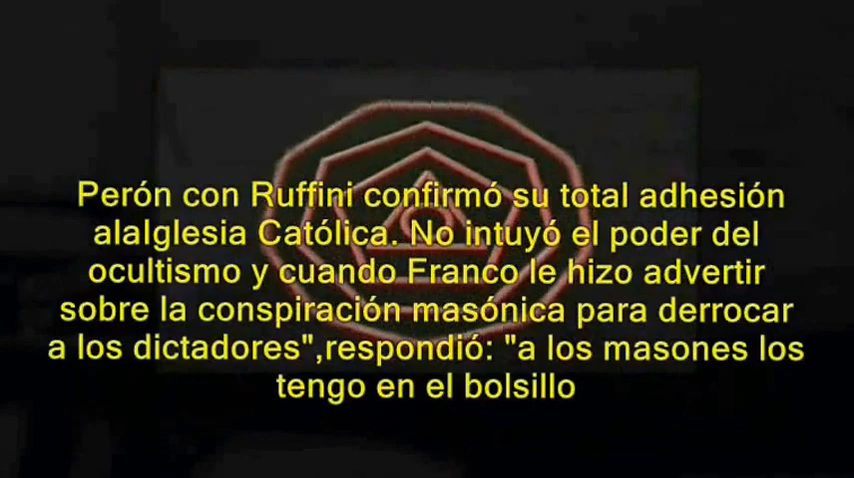 Perón con Ruffini confirmó su total adhesión
alaIglesia Católica. No intuyó el poder del
ocultismo y cuando Franco le hizo advertir
sobre la conspiración masónica para derrocar
a los dictadores",respondió: "a los masones los
tengo en el bolsillo